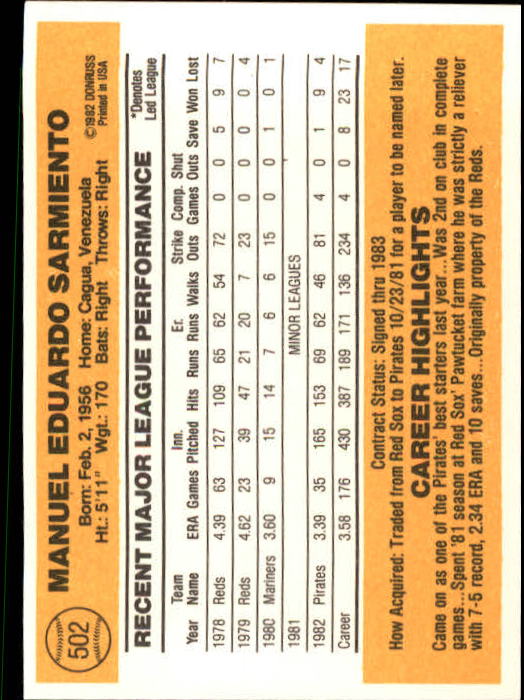 502
MANUEL EDUARDO SARMIENTO
Born: Feb. 2, 1956 Home: Cagua, Venezuela
Ht.: 5'11" Wgt.: 170 Bats: Right Throws: Right
©1982 DONRUSS
Printed in USA
RECENT MAJOR LEAGUE PERFORMANCE
*Denotes
Led League
Team Inn. Er. Strike Comp. Shut
Year Name ERA Games Pitched Hits Runs Runs Walks Outs Games Outs Save Won Lost
1978 Reds 4.39 63 127 109 65 62 54 72 0 0 5 9 7
1979 Reds 4.62 23 39 47 21 20 7 23 0 0 0 0 4
1980 Mariners 3.60 9 15 14 7 6 6 15 0 0 1 0 1
1981 MINOR LEAGUES
1982 Pirates 3.39 35 165 153 69 62 46 81 4 0 1 9 4
Career 3.58 176 430 387 189 171 136 234 4 0 8 23 17
Contract Status: Signed thru 1983
How Acquired: Traded from Red Sox to Pirates 10/23/81 for a player to be named later.
CAREER HIGHLIGHTS
Came on as one of the Pirates' best starters last year...Was 2nd on club in complete
games...Spent '81 season at Red Sox' Pawtucket farm where he was strictly a reliever
with 7-5 record, 2.34 ERA and 10 saves...Originally property of the Reds.